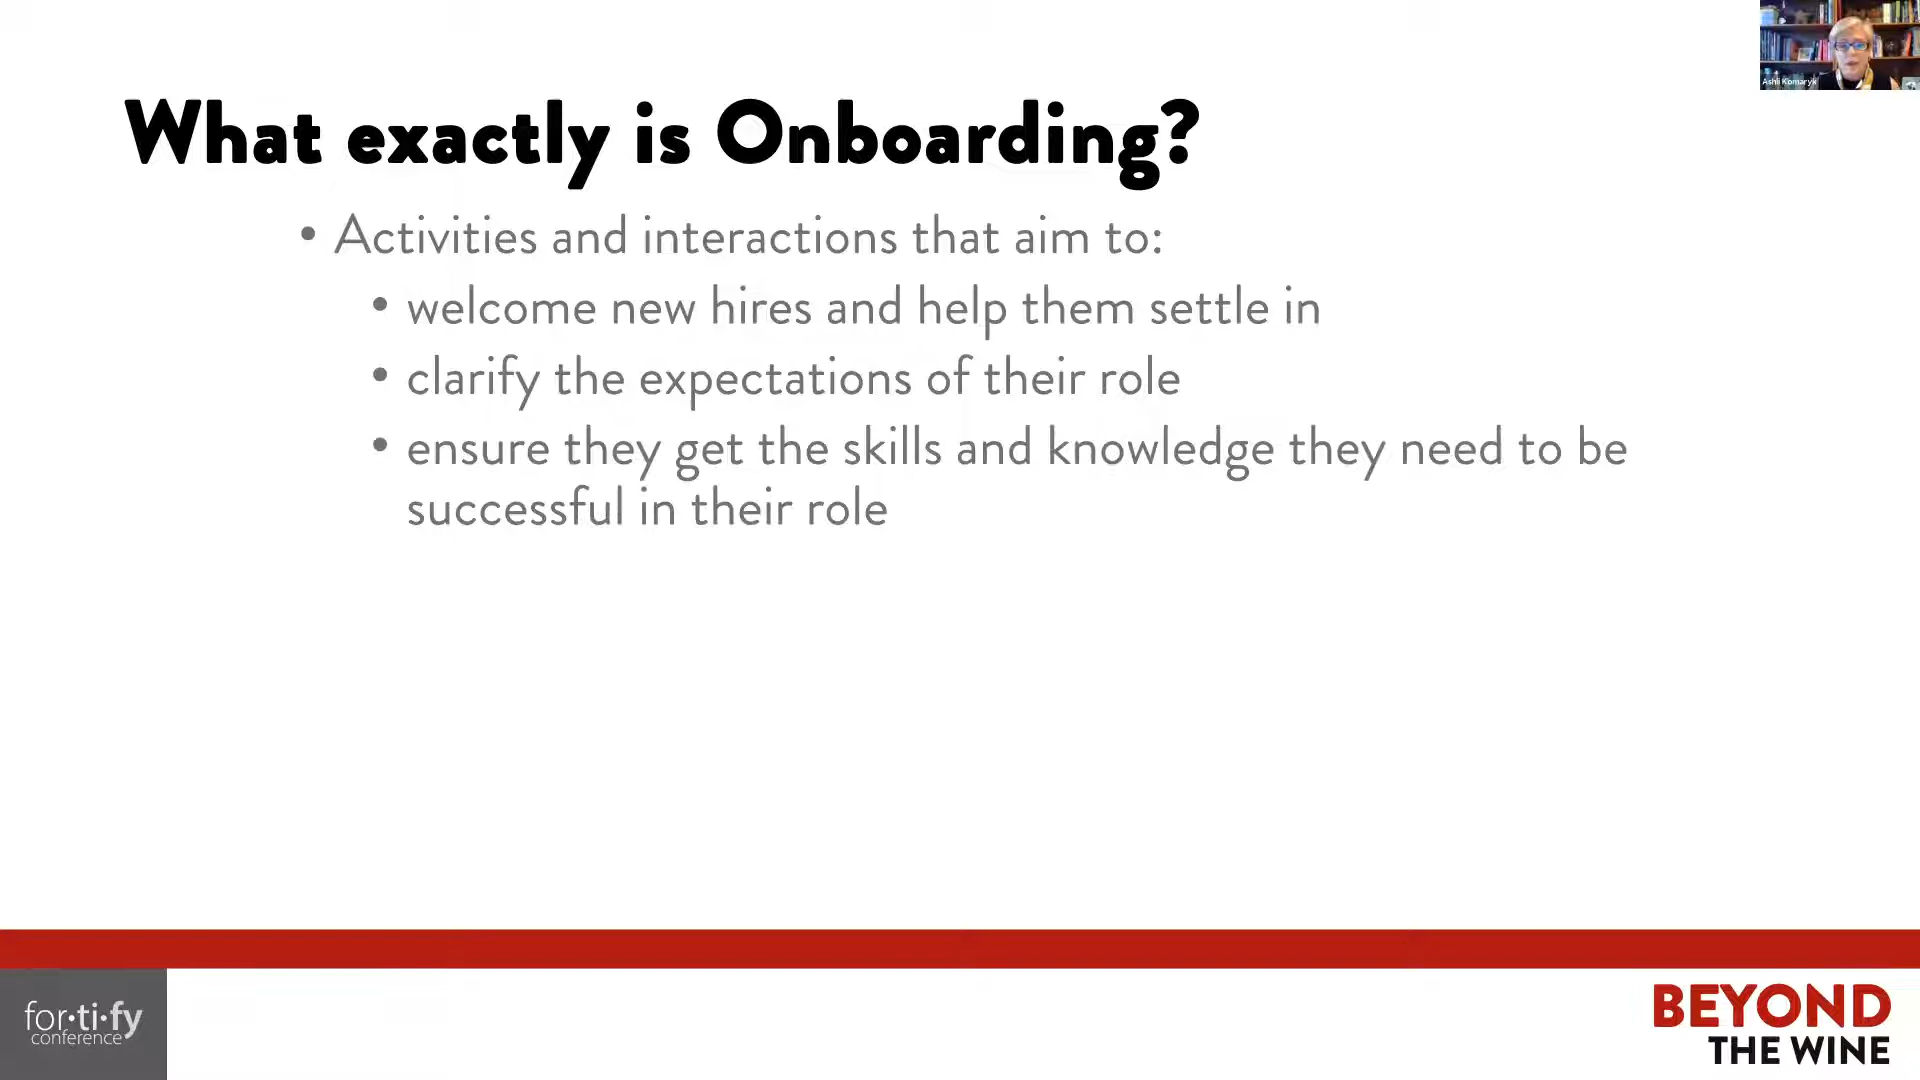 Ashli Komaryk
What exactly is Onboarding?
• Activities and interactions that aim to:
• welcome new hires and help them settle in
• clarify the expectations of their role
• ensure they get the skills and knowledge they need to be
successful in their role
for•ti•fy
conference
BEYOND
THE WINE